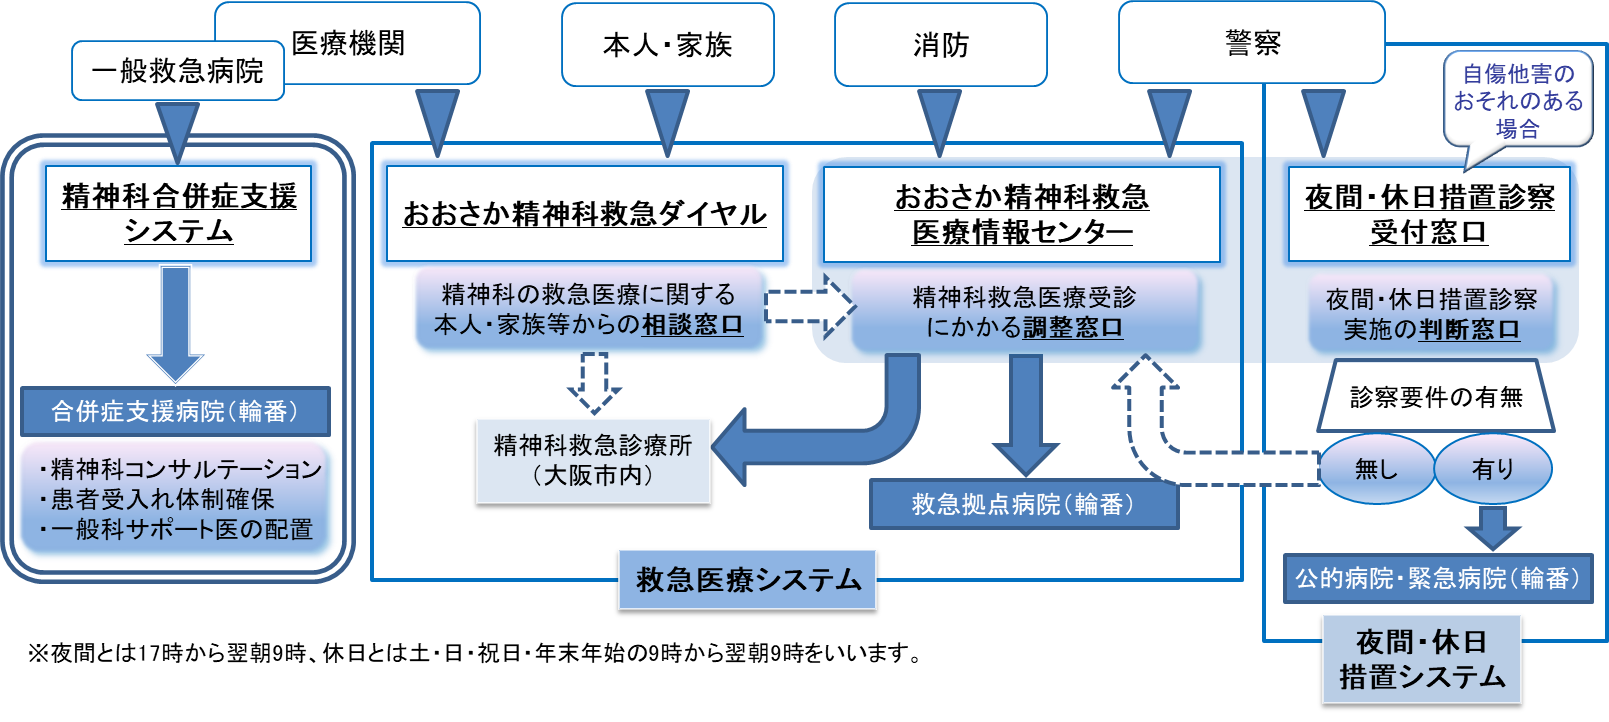 医療機関
一般救急病院
本人・家族
消防
警察
自傷他害の
おそれのある
場合
精神科合併症支援
システム
おおさか精神科救急ダイヤル
おおさか精神科救急
医療情報センター
夜間・休日措置診察
受付窓口
精神科の救急医療に関する
本人・家族等からの相談窓口
精神科救急医療受診
にかかる調整窓口
夜間・休日措置診察
実施の判断窓口
診察要件の有無
無し
有り
合併症支援病院（輪番）
・精神科コンサルテーション
・患者受入れ体制確保
・一般科サポート医の配置
精神科救急診療所
（大阪市内）
救急拠点病院（輪番）
公的病院・緊急病院（輪番）
救急医療システム
夜間・休日
措置システム
※夜間とは17時から翌朝9時、休日とは土・日・祝日・年末年始の9時から翌朝9時をいいます。